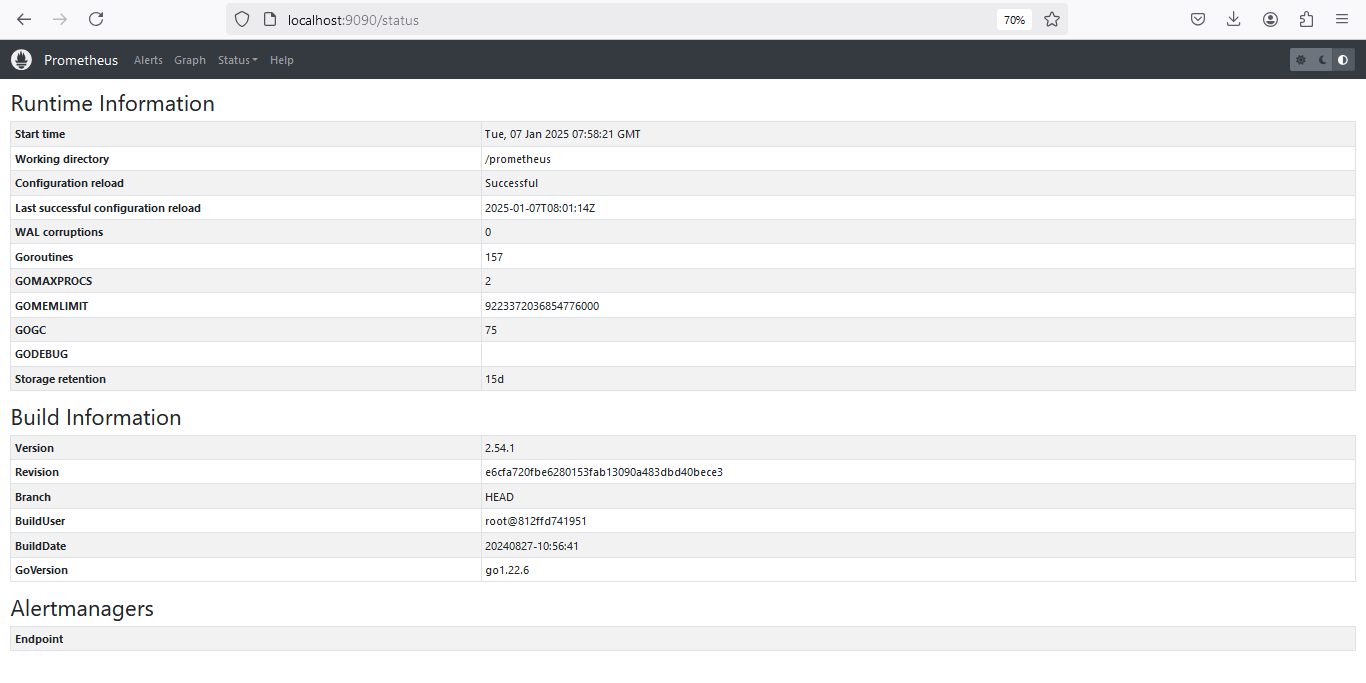 localhost:9090/status 70%
Prometheus Alerts Graph Status Help
Runtime Information
Start time Tue, 07 Jan 2025 07:58:21 GMT
Working directory /prometheus
Configuration reload Successful
Last successful configuration reload 2025-01-07T08:01:14Z
WAL corruptions 0
Goroutines 157
GOMAXPROCS 2
GOMEMLIMIT 9223372036854776000
GOGC 75
GODEBUG
Storage retention 15d
Build Information
Version 2.54.1
Revision e6cfa720fbe6280153fab13090a483dbd40bece3
Branch HEAD
BuildUser root@812ffd741951
BuildDate 20240827-10:56:41
GoVersion go1.22.6
Alertmanagers
Endpoint